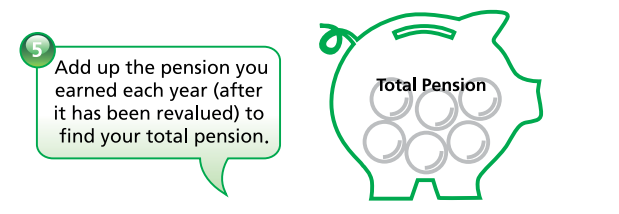 5
Add up the pension you
earned each year (after
it has been revalued) to
find your total pension.
Total Pension